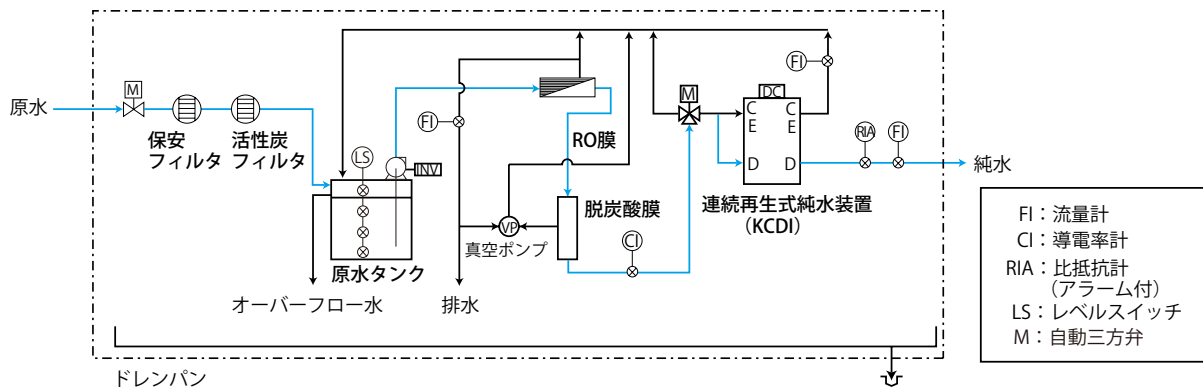 原水
M
保安
フィルタ
活性炭
フィルタ
LS
INV
原水タンク
オーバーフロー水
FI
排水
RO膜
VP
真空ポンプ
脱炭酸膜
CI
M
DC
C
C
E
E
D
D
連続再生式純水装置
（KCDI）
FI
RIA
FI
純水
ドレンパン
FI：流量計
CI：導電率計
RIA：比抵抗計
（アラーム付）
LS：レベルスイッチ
M：自動三方弁